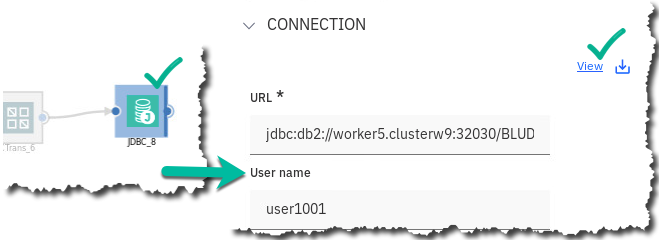 .Trans_6
JDBC_8
CONNECTION
View
URL *
jdbc:db2://worker5.clusterw9:32030/BLUD
User name
user1001